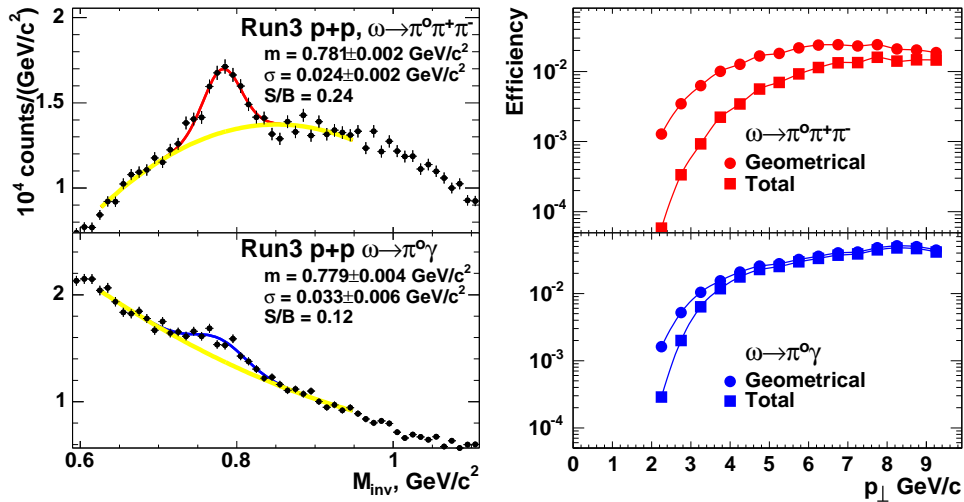 10⁴ counts/(GeV/c²)
2
1.5
1
Run3 p+p, ω→π⁰π⁺π⁻
m = 0.781±0.002 GeV/c²
σ = 0.024±0.002 GeV/c²
S/B = 0.24
2
1
Run3 p+p ω→π⁰γ
m = 0.779±0.004 GeV/c²
σ = 0.033±0.006 GeV/c²
S/B = 0.12
0.6 0.8 1
M_inv, GeV/c²
Efficiency
10⁻²
10⁻³
10⁻⁴
ω→π⁰π⁺π⁻
Geometrical
Total
10⁻²
10⁻³
10⁻⁴
ω→π⁰γ
Geometrical
Total
0 1 2 3 4 5 6 7 8 9 10
p⊥ GeV/c